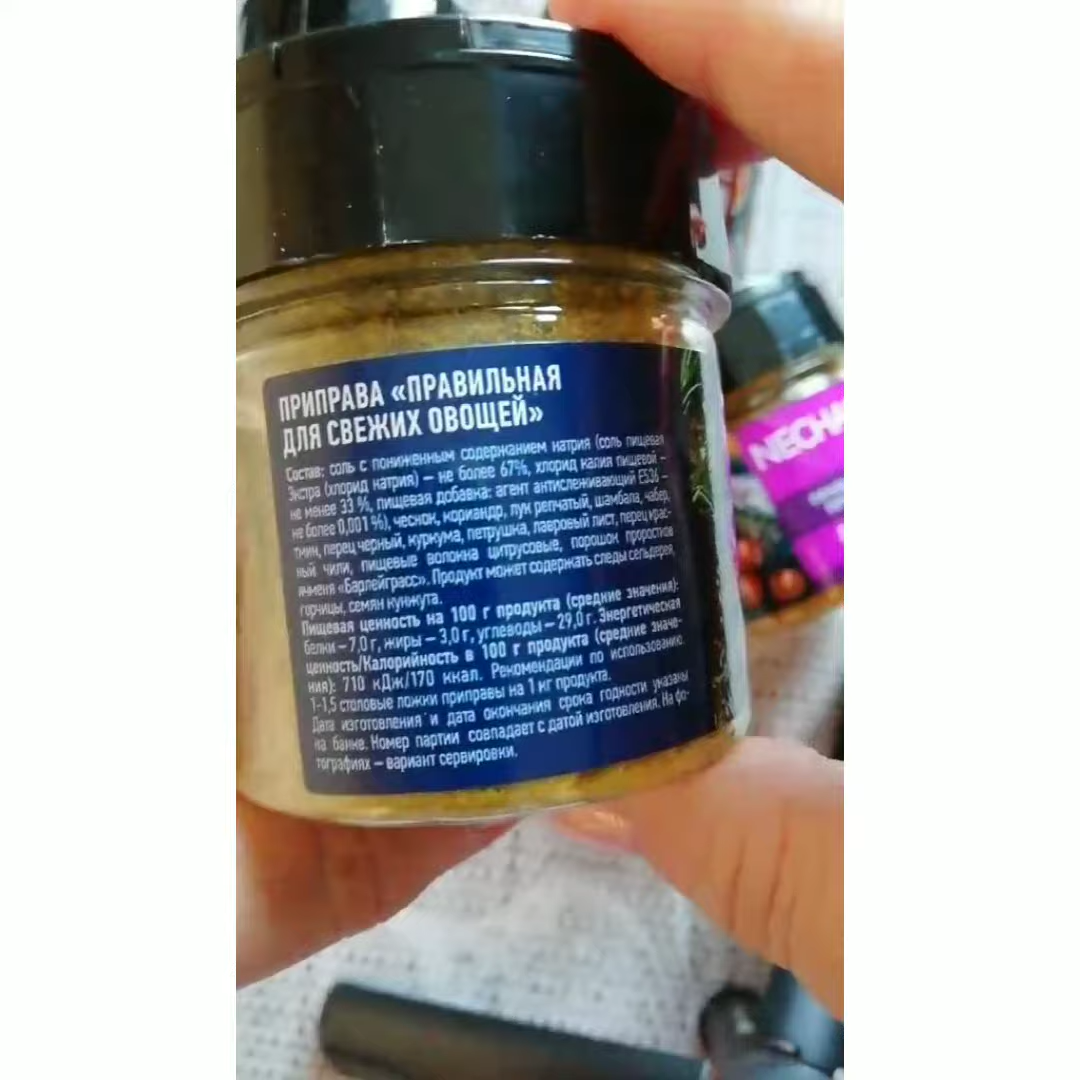 ПРИПРАВА «ПРАВИЛЬНАЯ
ДЛЯ СВЕЖИХ ОВОЩЕЙ»
Состав: соль с пониженным содержанием натрия (соль пищевая
Экстра (хлорид натрия) – не более 67%, хлорид калия пищевой –
не менее 33 %, пищевая добавка: агент антислеживающий Е536 –
не более 0,001 %), чеснок, кориандр, лук репчатый, шамбала, чабер,
тмин, перец черный, куркума, петрушка, лавровый лист, перец крас-
ный чили, пищевые волокна цитрусовые, порошок проростков
ячменя «Барлейграсс». Продукт может содержать следы сельдерея,
горчицы, семян кунжута.
Пищевая ценность на 100 г продукта (средние значения):
белки – 7,0 г, жиры – 3,0 г, углеводы – 29,0 г. Энергетическая
ценность/Калорийность в 100 г продукта (средние значе-
ния): 710 кДж/170 ккал. Рекомендации по использованию:
1-1,5 столовые ложки приправы на 1 кг продукта.
Дата изготовления и дата окончания срока годности указаны
на банке. Номер партии совпадает с датой изготовления. На фо-
тографиях – вариант сервировки.
NECHA